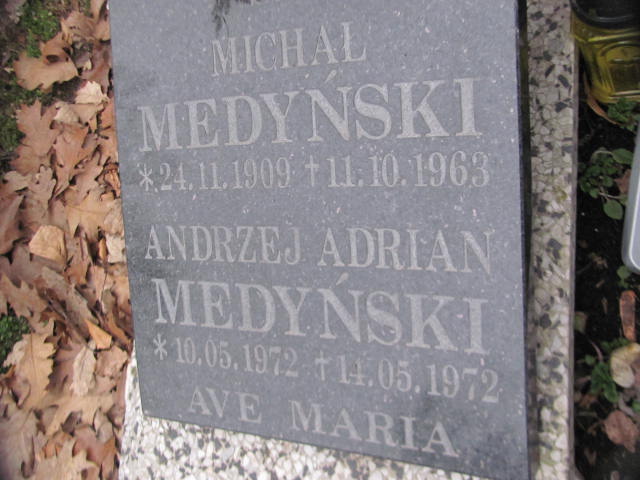 MICHAŁ
MEDYŃSKI
* 24.11.1909 † 11.10.1963
ANDRZEJ ADRIAN
MEDYŃSKI
* 10.05.1972 † 14.05.1972
AVE MARIA